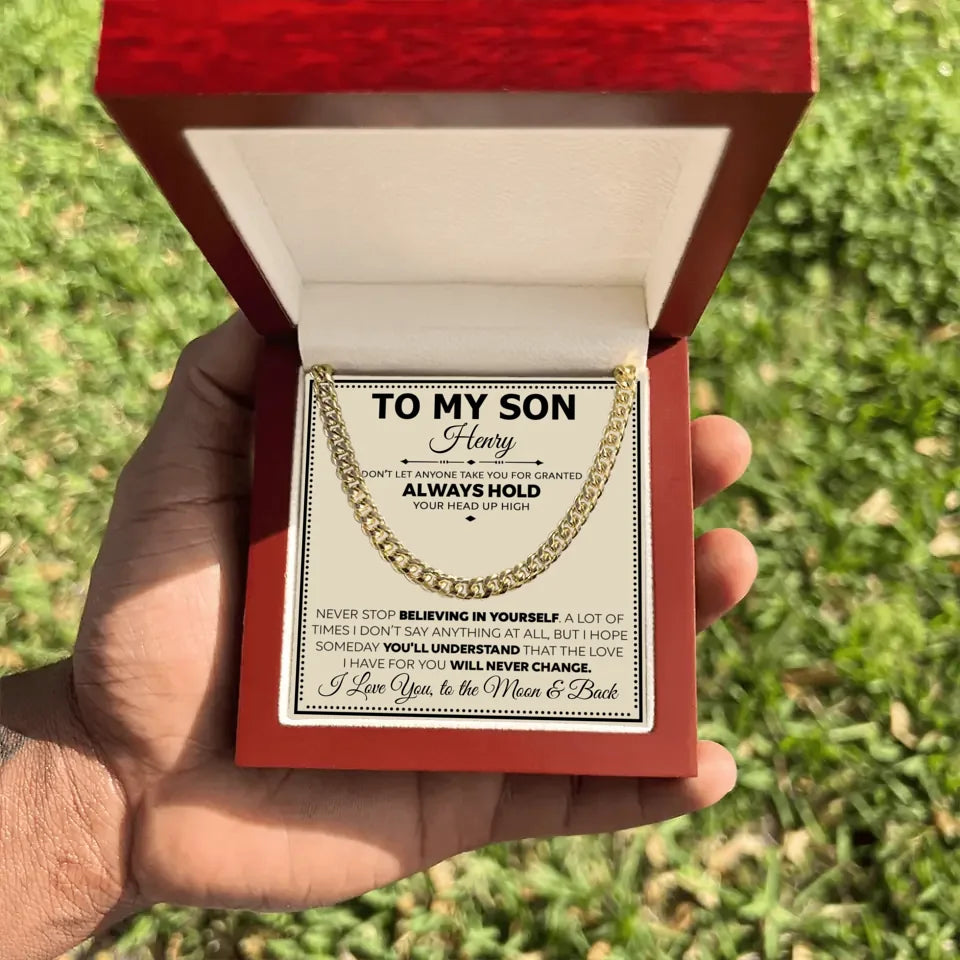 TO MY SON
Henry
DON'T LET ANYONE TAKE YOU FOR GRANTED
ALWAYS HOLD
YOUR HEAD UP HIGH
NEVER STOP BELIEVING IN YOURSELF. A LOT OF
TIMES I DON'T SAY ANYTHING AT ALL, BUT I HOPE
SOMEDAY YOU'LL UNDERSTAND THAT THE LOVE
I HAVE FOR YOU WILL NEVER CHANGE.
I Love You, to the Moon & Back